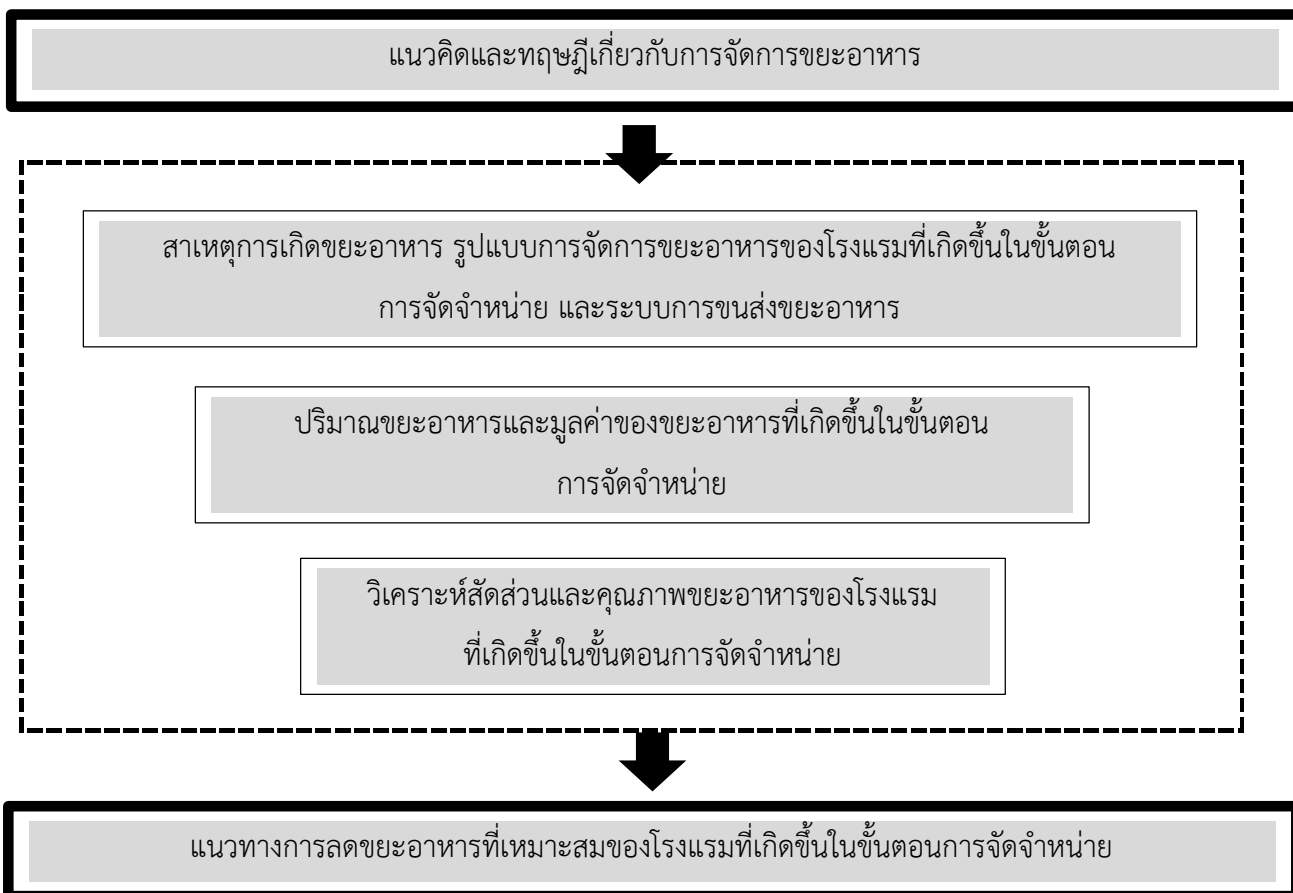 แนวคิดและทฤษฎีเกี่ยวกับการจัดการขยะอาหาร
สาเหตุการเกิดขยะอาหาร รูปแบบการจัดการขยะอาหารของโรงแรมที่เกิดขึ้นในขั้นตอน
การจัดจำหน่าย และระบบการขนส่งขยะอาหาร
ปริมาณขยะอาหารและมูลค่าของขยะอาหารที่เกิดขึ้นในขั้นตอน
การจัดจำหน่าย
วิเคราะห์สัดส่วนและคุณภาพขยะอาหารของโรงแรม
ที่เกิดขึ้นในขั้นตอนการจัดจำหน่าย
แนวทางการลดขยะอาหารที่เหมาะสมของโรงแรมที่เกิดขึ้นในขั้นตอนการจัดจำหน่าย